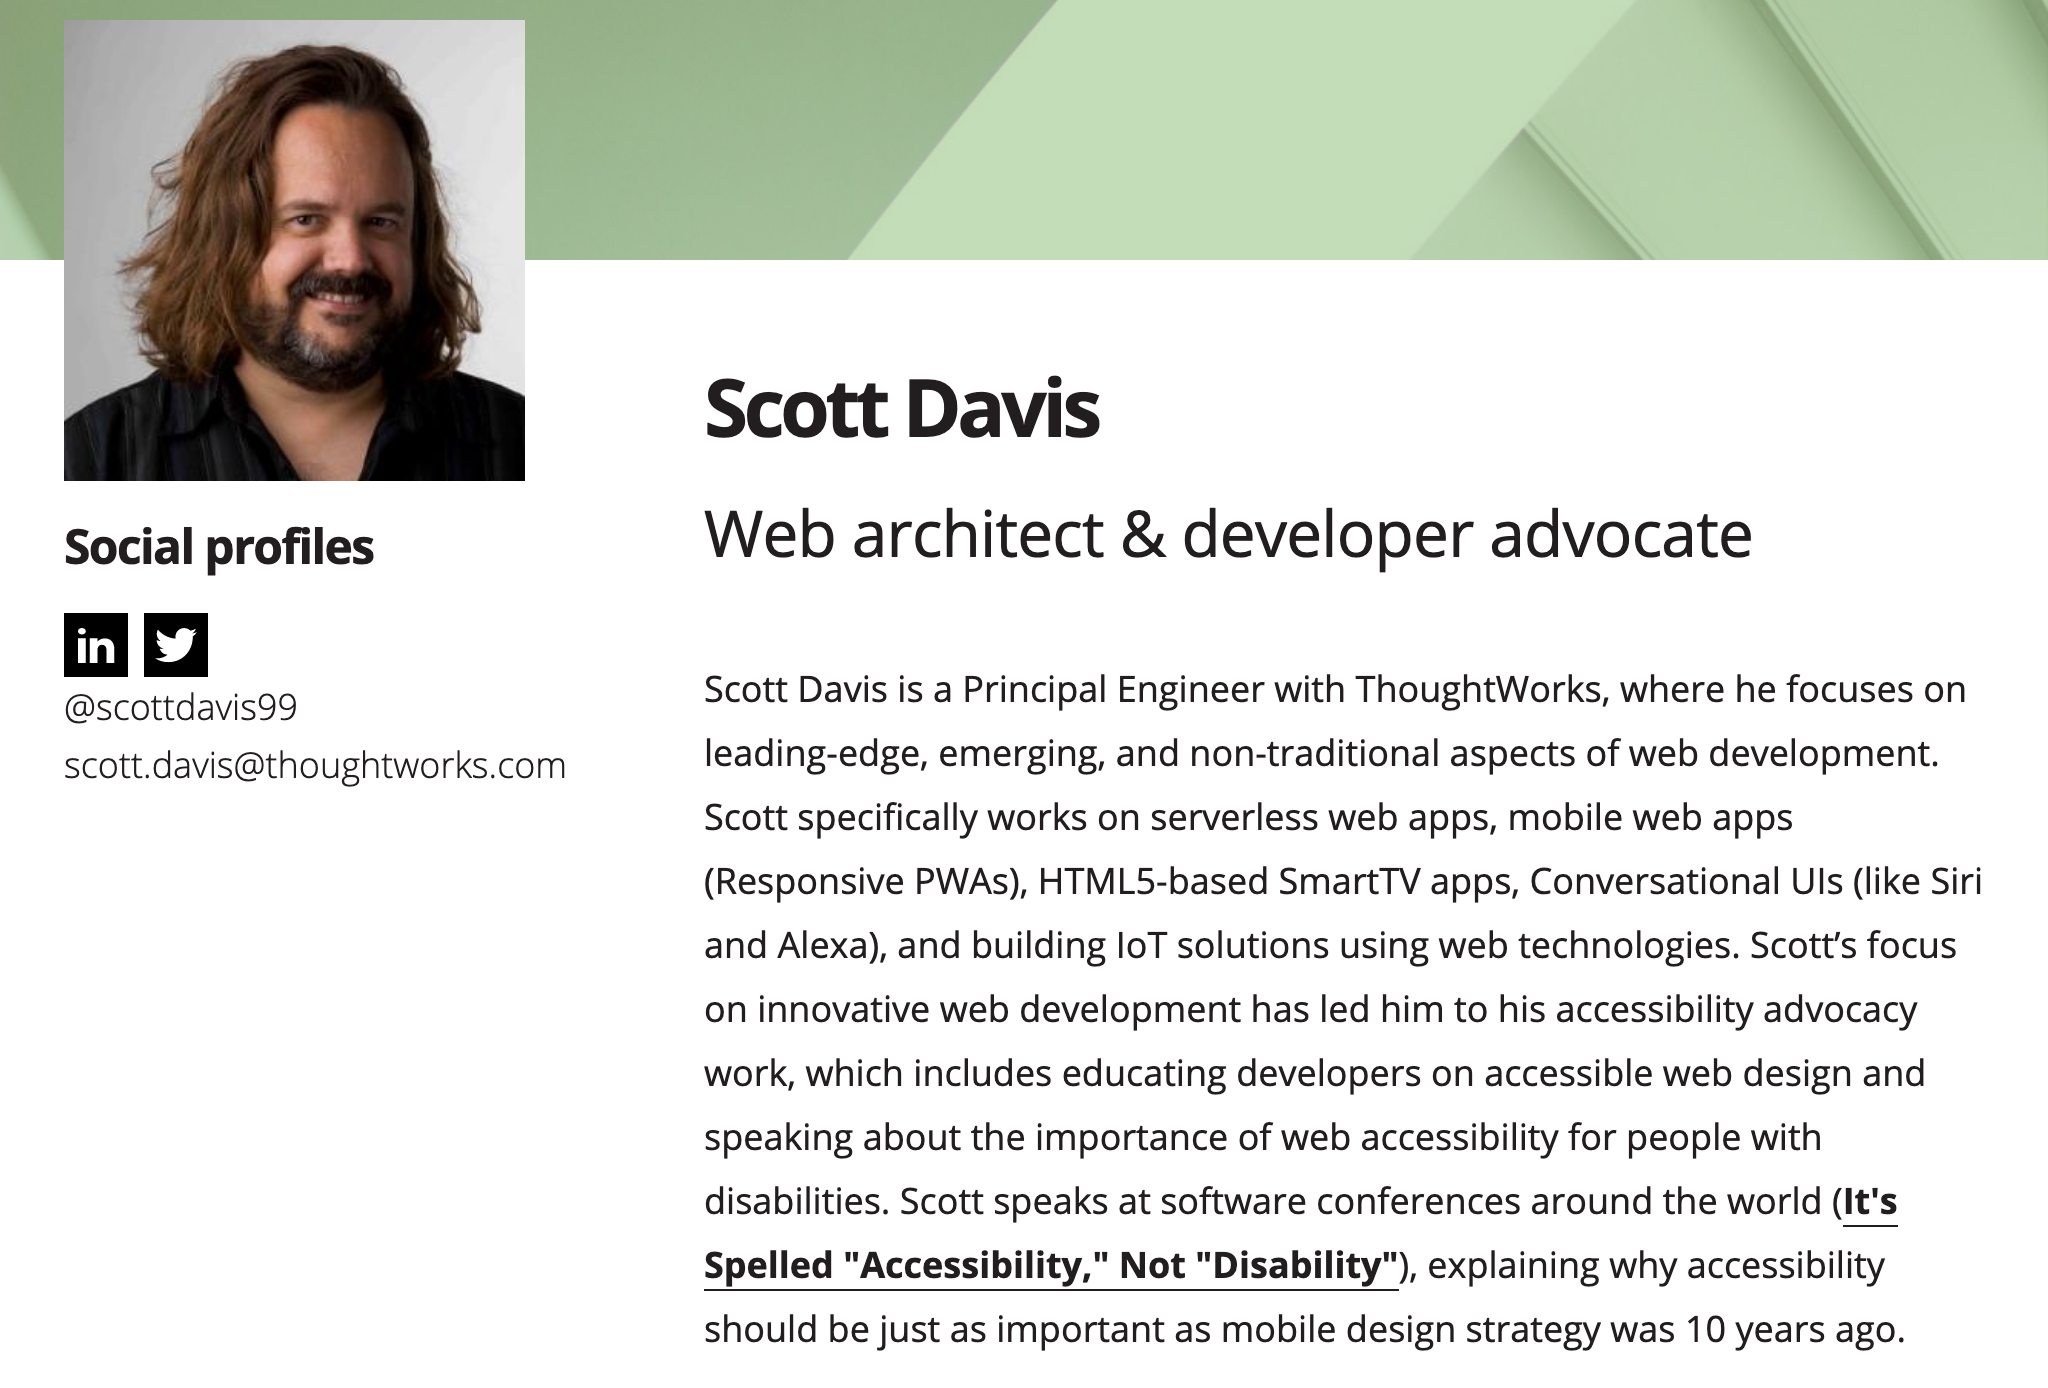 Scott Davis
Web architect & developer advocate
Social profiles
in
@scottdavis99
scott.davis@thoughtworks.com
Scott Davis is a Principal Engineer with ThoughtWorks, where he focuses on
leading-edge, emerging, and non-traditional aspects of web development.
Scott specifically works on serverless web apps, mobile web apps
(Responsive PWAs), HTML5-based SmartTV apps, Conversational UIs (like Siri
and Alexa), and building IoT solutions using web technologies. Scott’s focus
on innovative web development has led him to his accessibility advocacy
work, which includes educating developers on accessible web design and
speaking about the importance of web accessibility for people with
disabilities. Scott speaks at software conferences around the world (It's
Spelled "Accessibility," Not "Disability"), explaining why accessibility
should be just as important as mobile design strategy was 10 years ago.